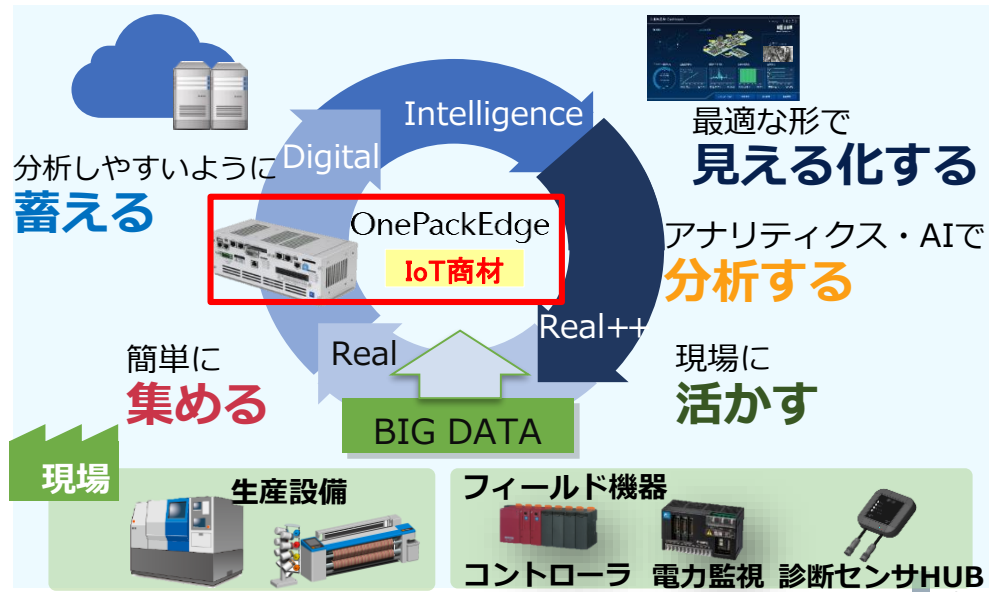 Intelligence
Digital
分析しやすいように
蓄える
最適な形で
見える化する
OnePackEdge
IoT商材
アナリティクス・AIで
分析する
Real++
Real
簡単に
集める
現場に
活かす
BIG DATA
現場
生産設備
フィールド機器
コントローラ
電力監視
診断センサHUB